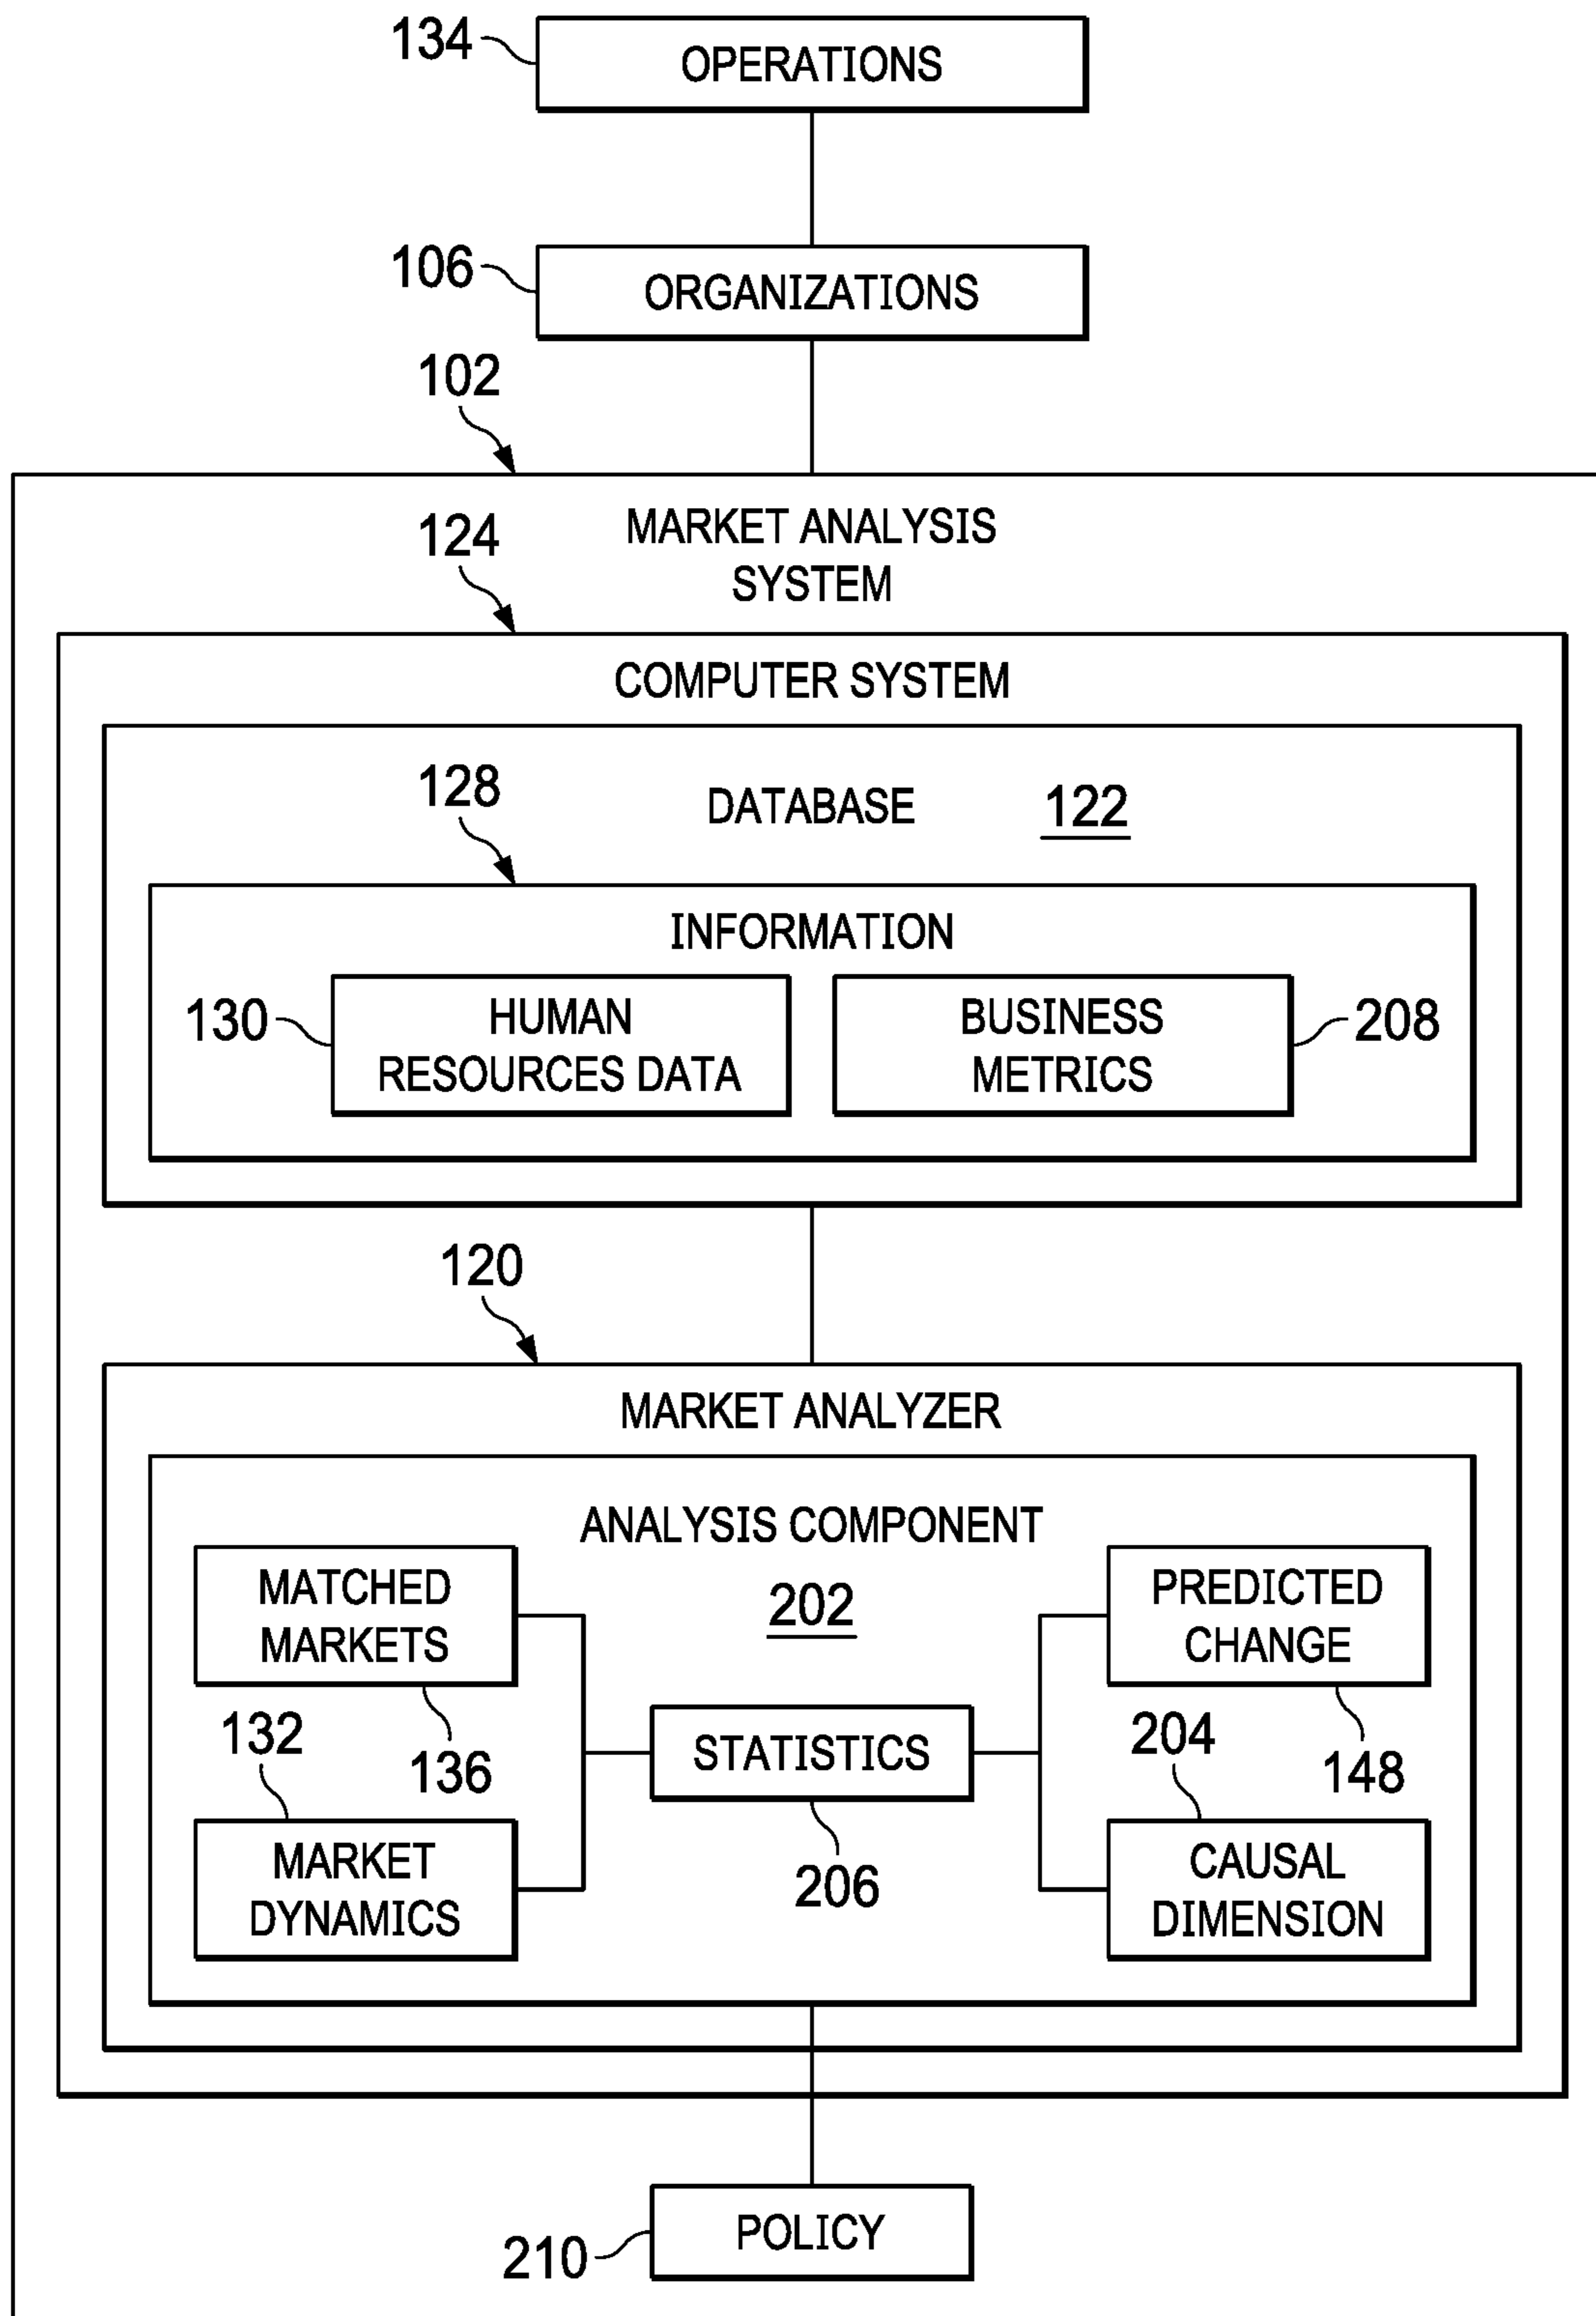 134
OPERATIONS
106
ORGANIZATIONS
102
MARKET ANALYSIS
SYSTEM
124
COMPUTER SYSTEM
128
DATABASE 122
INFORMATION
130
HUMAN
RESOURCES DATA
BUSINESS
METRICS
208
120
MARKET ANALYZER
ANALYSIS COMPONENT
202
MATCHED
MARKETS
136
PREDICTED
CHANGE
148
STATISTICS
206
132
MARKET
DYNAMICS
204
CAUSAL
DIMENSION
210
POLICY